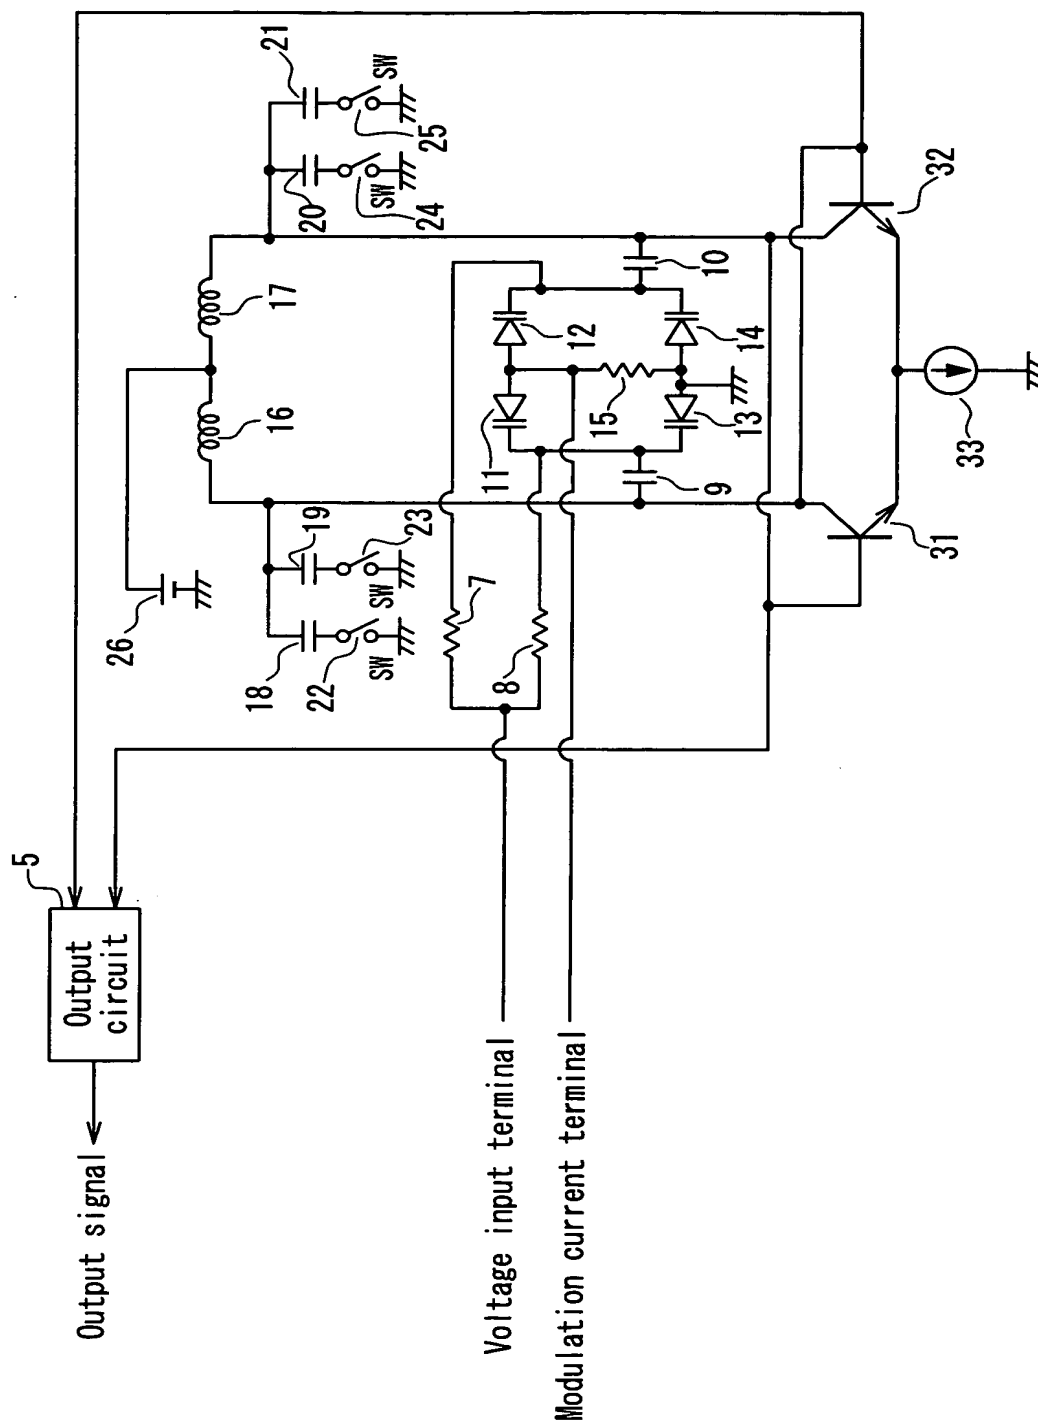 5
Output
circuit
Output signal
Voltage input terminal
Modulation current terminal
26
16
17
21
SW
25
20
SW
24
19
23
SW
18
22
SW
7
8
10
12
14
11
15
13
9
32
31
33